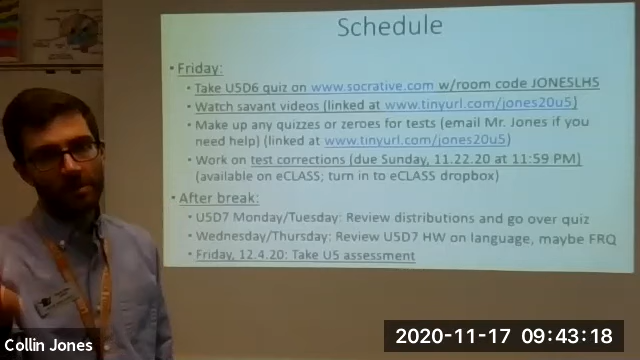 Schedule
• Friday:
• Take U5D6 quiz on www.socrative.com w/room code JONESLHS
• Watch savant videos (linked at www.tinyurl.com/jones20u5)
• Make up any quizzes or zeroes for tests (email Mr. Jones if you
need help) (linked at www.tinyurl.com/jones20u5)
• Work on test corrections (due Sunday, 11.22.20 at 11:59 PM)
(available on eCLASS; turn in to eCLASS dropbox)
• After break:
• U5D7 Monday/Tuesday: Review distributions and go over quiz
• Wednesday/Thursday: Review U5D7 HW on language, maybe FRQ
• Friday, 12.4.20: Take U5 assessment
Collin Jones
2020-11-17 09:43:18